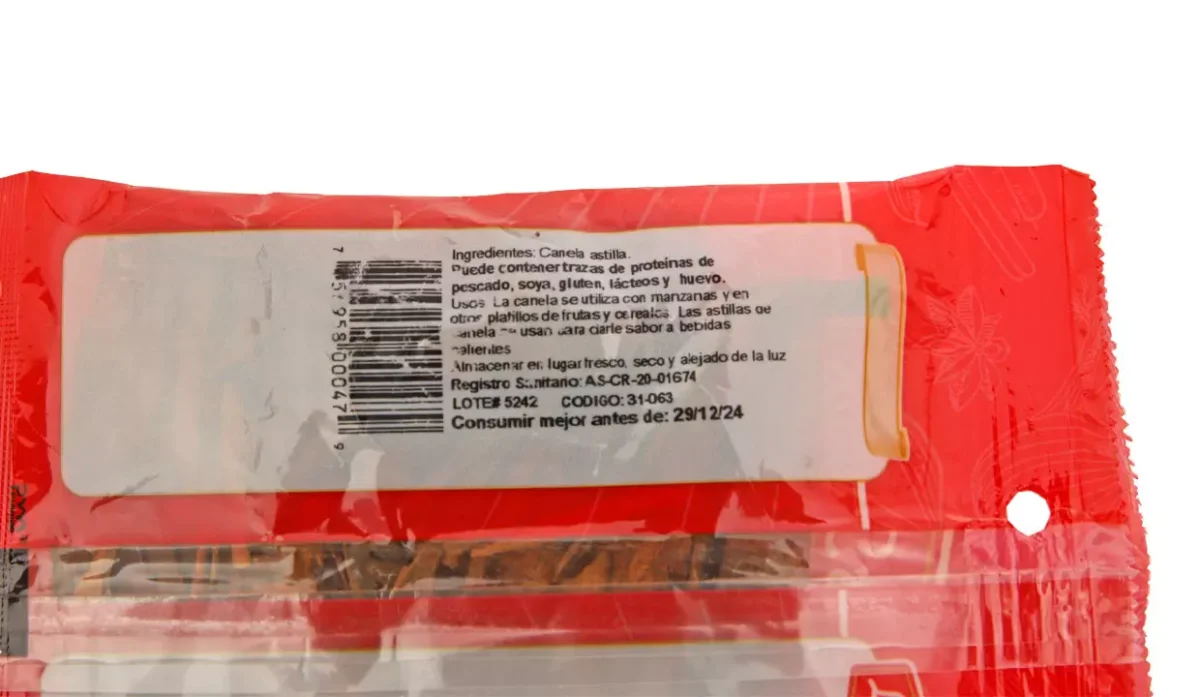 Ingredientes: Canela astilla.
Puede contener trazas de proteínas de
pescado, soya, gluten, lácteos y huevo.
Usos: La canela se utiliza con manzanas y en
otros platillos de frutas y cereales. Las astillas de
canela se usan para darle sabor a bebidas
calientes
Almacenar en lugar fresco, seco y alejado de la luz
Registro Sanitario: AS-CR-20-01674
LOTE# 5242 CODIGO: 31-063
Consumir mejor antes de: 29/12/24